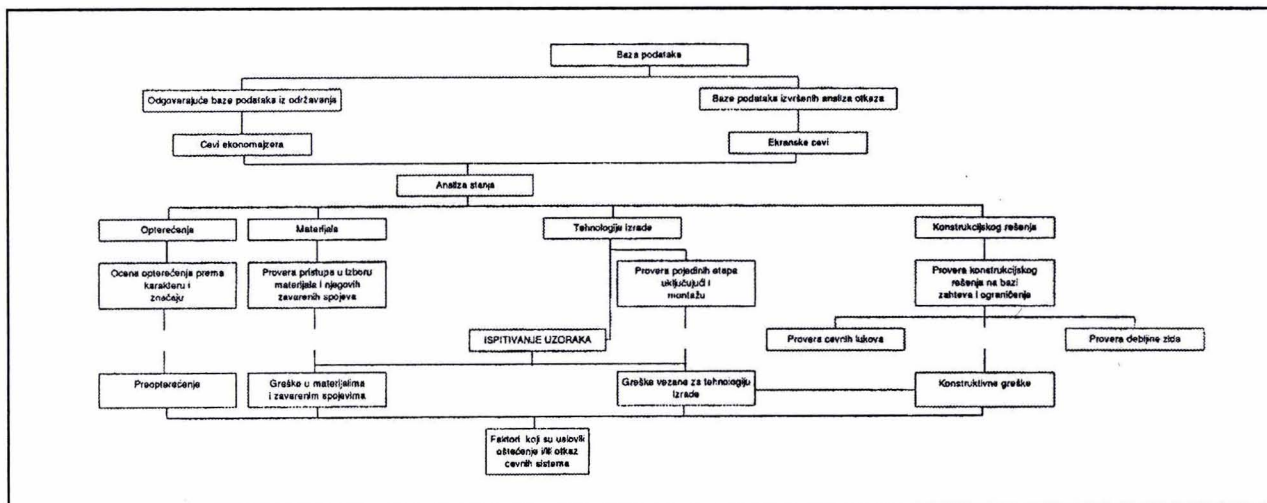 Baza podataka
Odgovarajuće baze podataka iz održavanja
Baze podataka izvršenih analiza otkaza
Cevi ekonomajzera
Ekranske cevi
Analiza stanja
Opterećenja
Materijala
Tehnologije izrade
Konstrukcijskog rešenja
Ocena opterećenja prema
karakteru i
značaju
Provera pristupa u izboru
materijala i njegovih
zavarenih spojeva
Provera pojedinih etapa
uključujući i
montažu
Provera konstrukcijskog
rešenja na bazi
zahteva i ograničenja
ISPITIVANJE UZORAKA
Provera cevnih lukova
Provera debljine zida
Preopterećenje
Greške u materijalima
i zavarenim spojevima
Greške vezane za tehnologiju
izrade
Konstruktivne greške
Faktori koji su uslovili
oštećenje i/ili otkaz
cevnih sistema